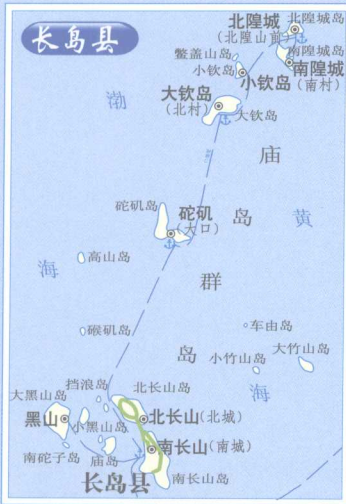 长岛县
北隍城
北隍城岛
(北隍山前)
鳖盖山岛
南隍城岛
小钦岛
南隍城
小钦岛
(南村)
大钦岛
(北村)
大钦岛
渤
庙
砣矶岛
砣矶
(大口)
岛
黄
高山岛
海
群
猴矶岛
车由岛
岛
小竹山岛
大竹山岛
挡浪岛
北长山岛
海
大黑山岛
黑山
小黑山岛
北长山(北城)
南长山(南城)
南砣子岛
庙岛
长岛县
南长山岛